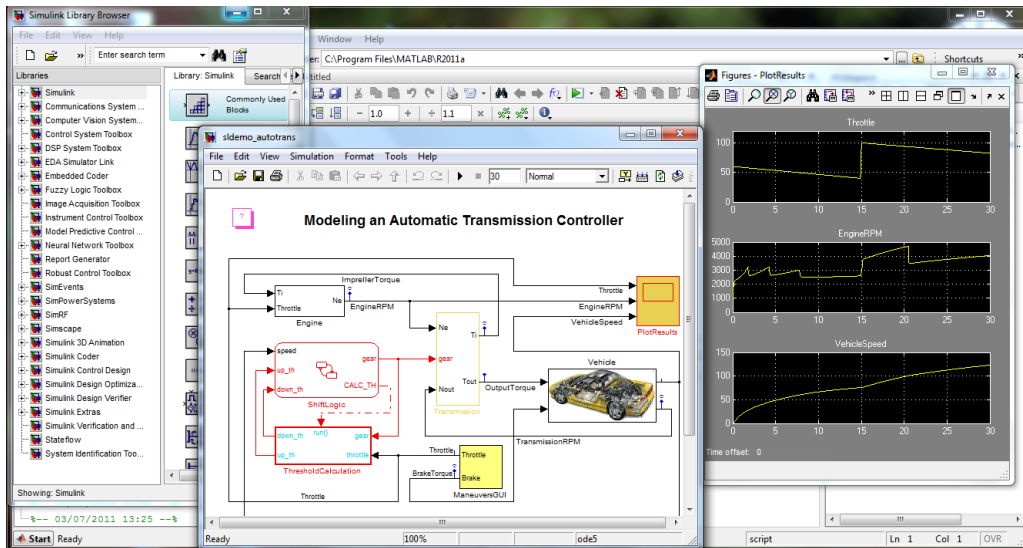 Simulink Library Browser
File Edit View Help
Enter search term
Libraries
Library: Simulink
Search
Simulink
Communications System ...
Computer Vision System ...
Control System Toolbox
DSP System Toolbox
EDA Simulator Link
Embedded Coder
Fuzzy Logic Toolbox
Image Acquisition Toolbox
Instrument Control Toolbox
Model Predictive Control ...
Neural Network Toolbox
Report Generator
Robust Control Toolbox
SimEvents
SimPowerSystems
SimRF
Simscape
Simulink 3D Animation
Simulink Coder
Simulink Control Design
Simulink Design Optimiza...
Simulink Design Verifier
Simulink Extras
Simulink Verification and ...
Stateflow
System Identification Too...
Commonly Used
Blocks
Showing: Simulink
%-- 03/07/2011 13:25 --%
Start Ready
Window Help
C:\Program Files\MATLAB\R2011a
Shortcuts
1.0
1.1
sldemo_autotrans
File Edit View Simulation Format Tools Help
30
Normal
?
Modeling an Automatic Transmission Controller
ImprellerTorque
Ti
Throttle
Ne
EngineRPM
Engine
Throttle
EngineRPM
VehicleSpeed
PlotResults
Ne
Ti
gear
Tout
Nout
Transmission
OutputTorque
Vehicle
TransmissionRPM
speed
up_th
down_th
gear
CALC_TH
ShiftLogic
run()
down_th
up_th
gear
throttle
ThresholdCalculation
Throttle
BrakeTorque
Throttle
Brake
ManeuversGUI
Throttle
Ready
100%
ode5
Figures - PlotResults
Throttle
100
50
0
0 5 10 15 20 25 30
EngineRPM
5000
4000
3000
2000
1000
0 5 10 15 20 25 30
VehicleSpeed
150
100
50
0
0 5 10 15 20 25 30
Time offset: 0
script
Ln 1 Col 1 OVR